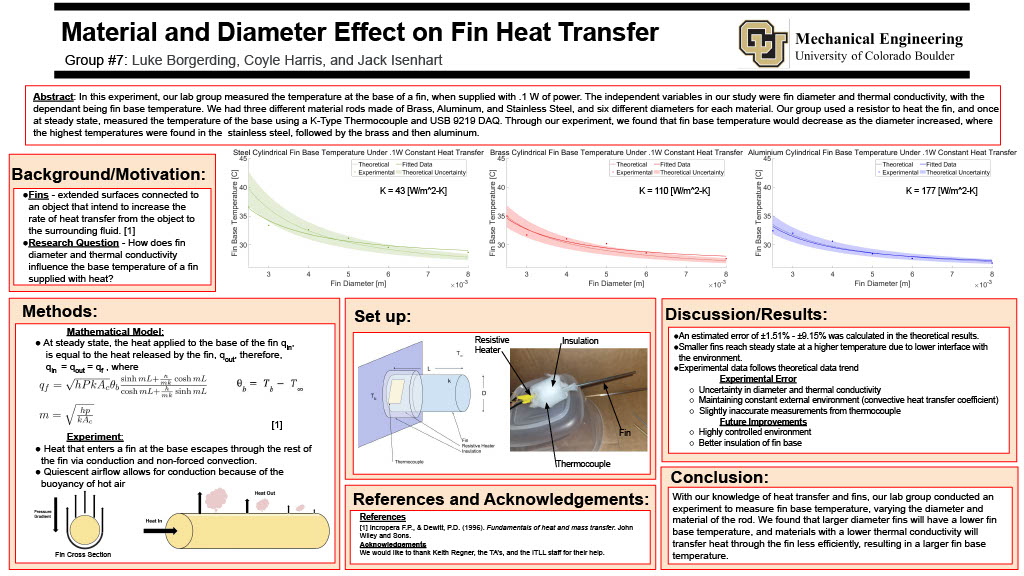 Material and Diameter Effect on Fin Heat Transfer
Group #7: Luke Borgerding, Coyle Harris, and Jack Isenhart
CU
Mechanical Engineering
University of Colorado Boulder
Abstract: In this experiment, our lab group measured the temperature at the base of a fin, when supplied with .1 W of power. The independent variables in our study were fin diameter and thermal conductivity, with the
dependant being fin base temperature. We had three different material rods made of Brass, Aluminum, and Stainless Steel, and six different diameters for each material. Our group used a resistor to heat the fin, and once
at steady state, measured the temperature of the base using a K-Type Thermocouple and USB 9219 DAQ. Through our experiment, we found that fin base temperature would decrease as the diameter increased, where
the highest temperatures were found in the stainless steel, followed by the brass and then aluminum.
Background/Motivation:
●Fins - extended surfaces connected to
an object that intend to increase the
rate of heat transfer from the object to
the surrounding fluid. [1]
●Research Question - How does fin
diameter and thermal conductivity
influence the base temperature of a fin
supplied with heat?
Steel Cylindrical Fin Base Temperature Under .1W Constant Heat Transfer
Theoretical Fitted Data
Experimental Theoretical Uncertainty
K = 43 [W/m^2-K]
Fin Base Temperature [C]
45
40
35
30
3 4 5 6 7 8
Fin Diameter [m]
×10⁻³
Brass Cylindrical Fin Base Temperature Under .1W Constant Heat Transfer
Theoretical Fitted Data
Experimental Theoretical Uncertainty
K = 110 [W/m^2-K]
Fin Base Temperature [C]
45
40
35
30
3 4 5 6 7 8
Fin Diameter [m]
×10⁻³
Aluminium Cylindrical Fin Base Temperature Under .1W Constant Heat Transfer
Theoretical Fitted Data
Experimental Theoretical Uncertainty
K = 177 [W/m^2-K]
Fin Base Temperature [C]
45
40
35
30
3 4 5 6 7 8
Fin Diameter [m]
×10⁻³
Methods:
Mathematical Model:
● At steady state, the heat applied to the base of the fin q_in,
is equal to the heat released by the fin, q_out, therefore,
q_in = q_out = q_f , where
q_f = √(hPkA_c) θ_b (sinh mL + (h/mk) cosh mL) / (cosh mL + (h/mk) sinh mL)
θ_b = T_b − T_∞
m = √(hp/kA_c)
[1]
Experiment:
● Heat that enters a fin at the base escapes through the rest of
the fin via conduction and non-forced convection.
● Quiescent airflow allows for conduction because of the
buoyancy of hot air
Pressure
Gradient
Fin Cross Section
Heat In
Heat Out
Set up:
T_∞
L
k
D
T_b
Fin
Resistive Heater
Insulation
Thermocouple
Resistive
Heater
Insulation
Fin
Thermocouple
References and Acknowledgements:
References
[1] Incropera F.P., & Dewitt, P.D. (1996). Fundamentals of heat and mass transfer. John
Wiley and Sons.
Acknowledgements
We would like to thank Keith Regner, the TA's, and the ITLL staff for their help.
Discussion/Results:
●An estimated error of ±1.51% - ±9.15% was calculated in the theoretical results.
●Smaller fins reach steady state at a higher temperature due to lower interface with
the environment.
●Experimental data follows theoretical data trend
Experimental Error
○ Uncertainty in diameter and thermal conductivity
○ Maintaining constant external environment (convective heat transfer coefficient)
○ Slightly inaccurate measurements from thermocouple
Future Improvements
○ Highly controlled environment
○ Better insulation of fin base
Conclusion:
With our knowledge of heat transfer and fins, our lab group conducted an
experiment to measure fin base temperature, varying the diameter and
material of the rod. We found that larger diameter fins will have a lower fin
base temperature, and materials with a lower thermal conductivity will
transfer heat through the fin less efficiently, resulting in a larger fin base
temperature.